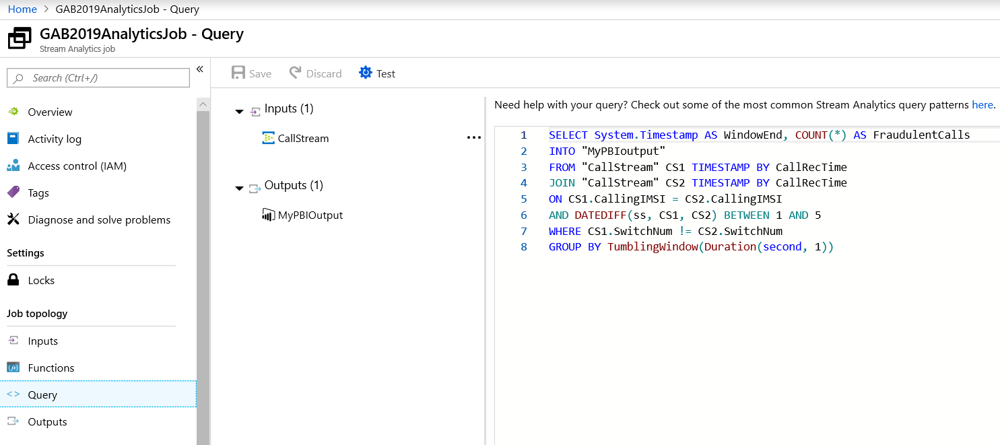 Home > GAB2019AnalyticsJob - Query
GAB2019AnalyticsJob - Query
Stream Analytics job
Search (Ctrl+/)
«
Overview
Activity log
Access control (IAM)
Tags
Diagnose and solve problems
Settings
Locks
Job topology
Inputs
Functions
Query
Outputs
Save Discard Test
Inputs (1)
CallStream ...
Outputs (1)
MyPBIOutput
Need help with your query? Check out some of the most common Stream Analytics query patterns here.
1 SELECT System.Timestamp AS WindowEnd, COUNT(*) AS FraudulentCalls
2 INTO "MyPBIoutput"
3 FROM "CallStream" CS1 TIMESTAMP BY CallRecTime
4 JOIN "CallStream" CS2 TIMESTAMP BY CallRecTime
5 ON CS1.CallingIMSI = CS2.CallingIMSI
6 AND DATEDIFF(ss, CS1, CS2) BETWEEN 1 AND 5
7 WHERE CS1.SwitchNum != CS2.SwitchNum
8 GROUP BY TumblingWindow(Duration(second, 1))